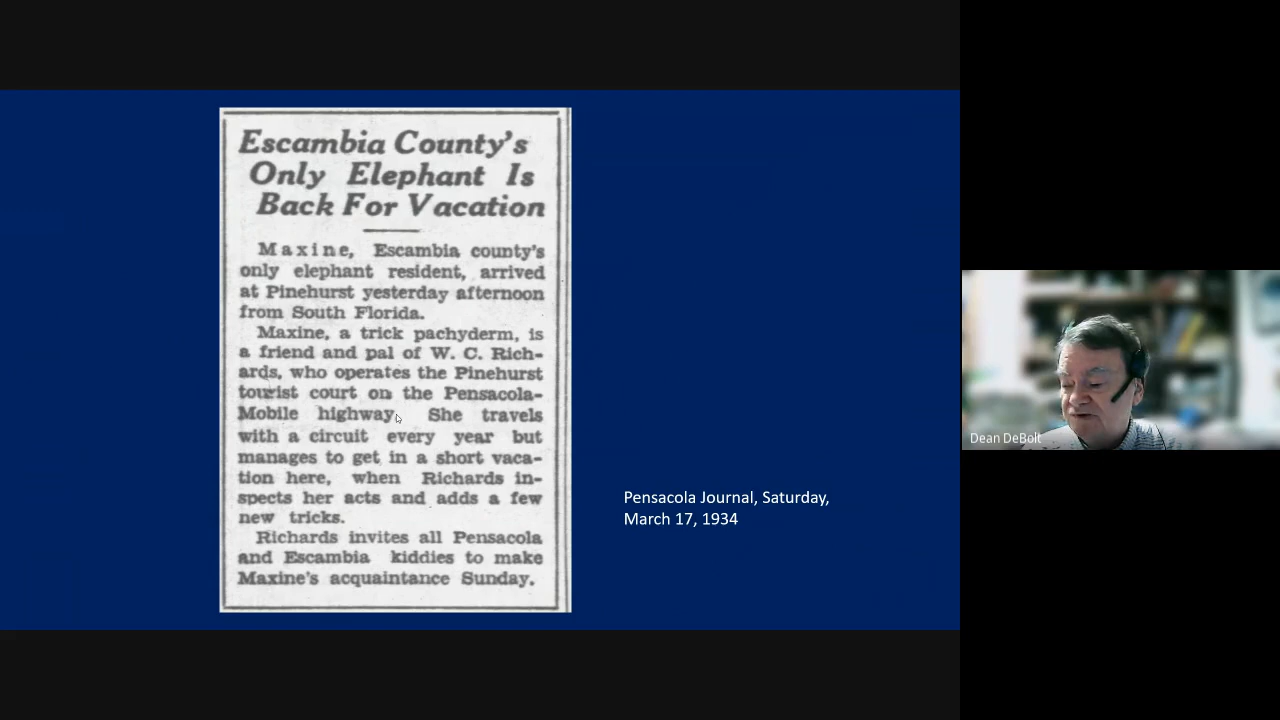 Escambia County's
Only Elephant Is
Back For Vacation
Maxine, Escambia county's
only elephant resident, arrived
at Pinehurst yesterday afternoon
from South Florida.
Maxine, a trick pachyderm, is
a friend and pal of W. C. Rich-
ards, who operates the Pinehurst
tourist court on the Pensacola-
Mobile highway. She travels
with a circuit every year but
manages to get in a short vaca-
tion here, when Richards in-
spects her acts and adds a few
new tricks.
Richards invites all Pensacola
and Escambia kiddies to make
Maxine's acquaintance Sunday.
Pensacola Journal, Saturday,
March 17, 1934
Dean DeBolt